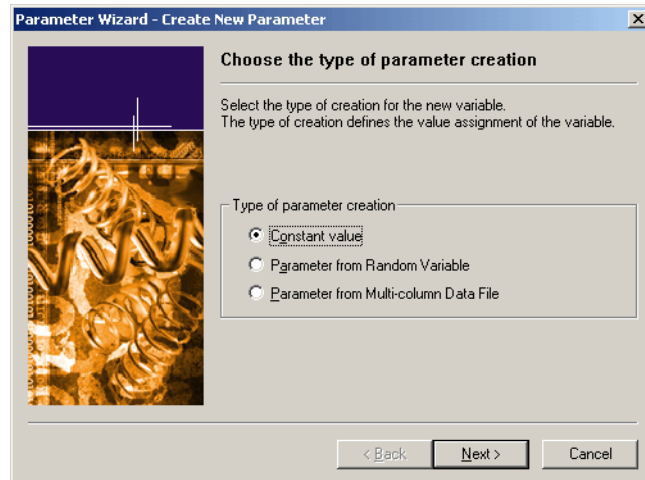 Parameter Wizard - Create New Parameter
Choose the type of parameter creation
Select the type of creation for the new variable.
The type of creation defines the value assignment of the variable.
Type of parameter creation
Constant value
Parameter from Random Variable
Parameter from Multi-column Data File
< Back
Next >
Cancel